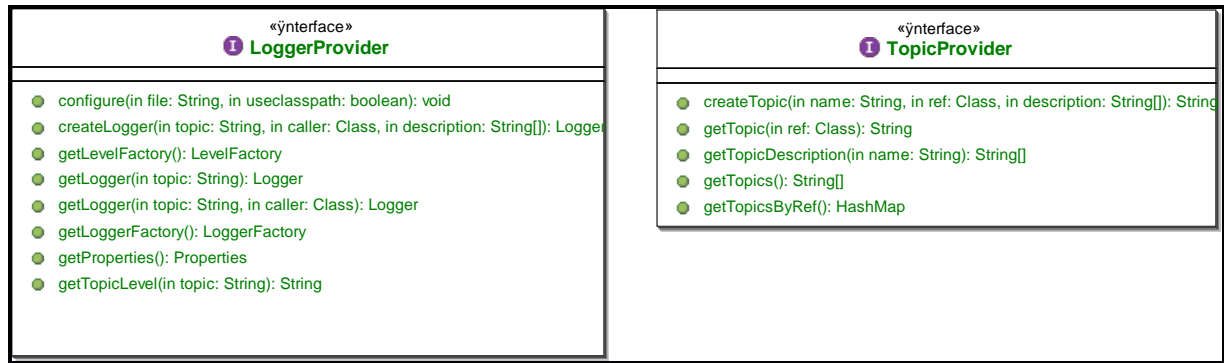 «ÿnterface»
I LoggerProvider
configure(in file: String, in useclasspath: boolean): void
createLogger(in topic: String, in caller: Class, in description: String[]): Logger
getLevelFactory(): LevelFactory
getLogger(in topic: String): Logger
getLogger(in topic: String, in caller: Class): Logger
getLoggerFactory(): LoggerFactory
getProperties(): Properties
getTopicLevel(in topic: String): String
«ÿnterface»
I TopicProvider
createTopic(in name: String, in ref: Class, in description: String[]): String
getTopic(in ref: Class): String
getTopicDescription(in name: String): String[]
getTopics(): String[]
getTopicsByRef(): HashMap